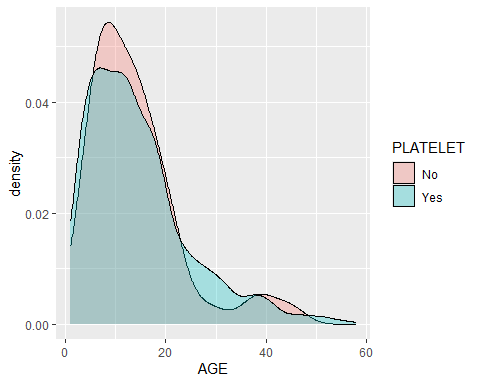 density
0.04
0.02
0.00
0
20
40
60
AGE
PLATELET
No
Yes